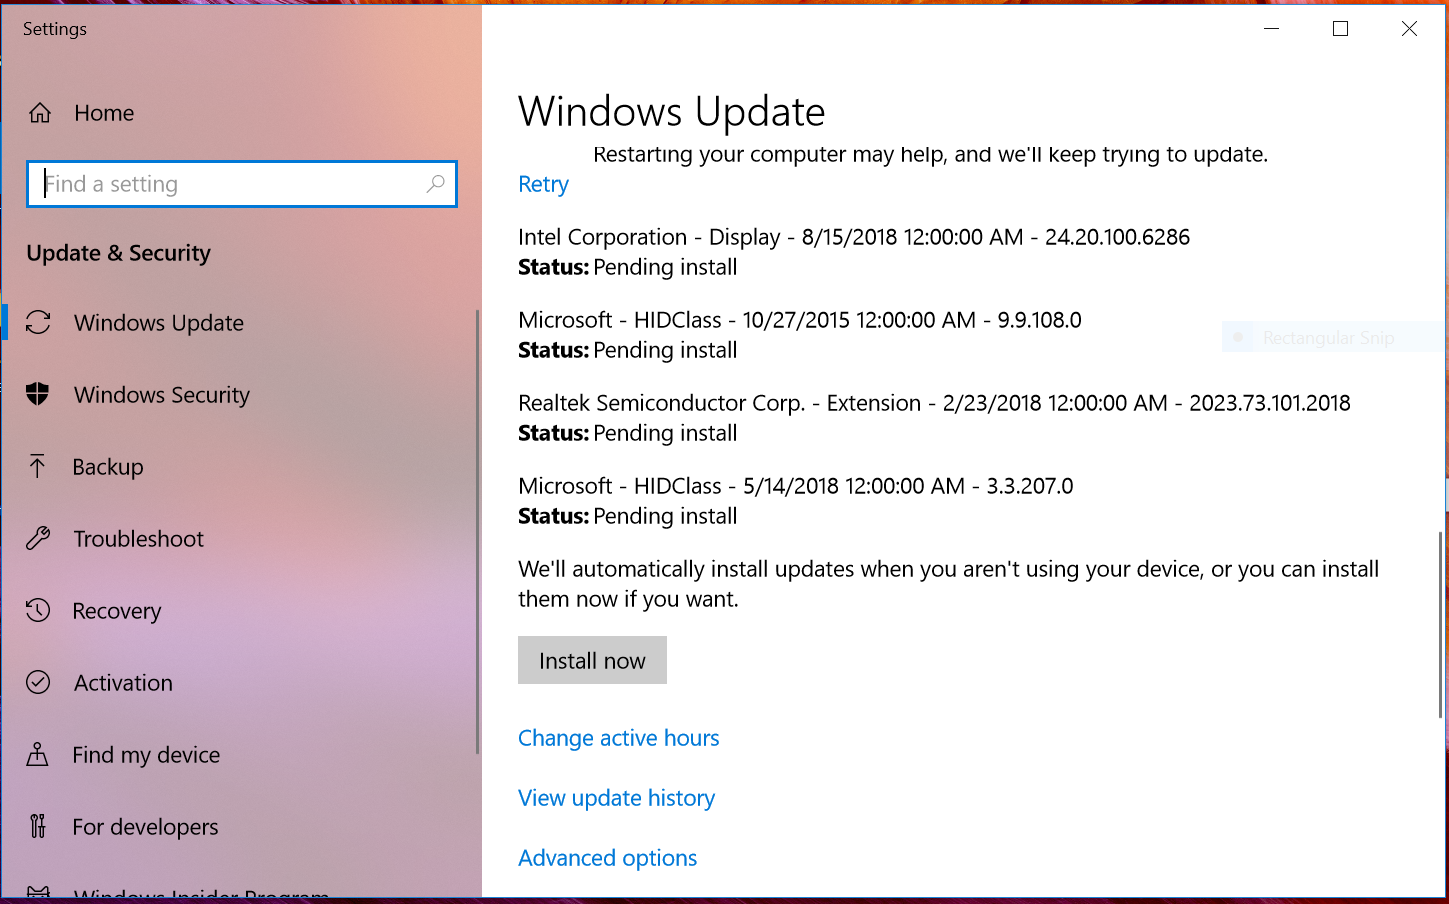 Settings
Home
Find a setting
Update & Security
Windows Update
Windows Security
Backup
Troubleshoot
Recovery
Activation
Find my device
For developers
Windows Insider Program
Windows Update
Restarting your computer may help, and we'll keep trying to update.
Retry
Intel Corporation - Display - 8/15/2018 12:00:00 AM - 24.20.100.6286
Status: Pending install
Microsoft - HIDClass - 10/27/2015 12:00:00 AM - 9.9.108.0
Status: Pending install
Rectangular Snip
Realtek Semiconductor Corp. - Extension - 2/23/2018 12:00:00 AM - 2023.73.101.2018
Status: Pending install
Microsoft - HIDClass - 5/14/2018 12:00:00 AM - 3.3.207.0
Status: Pending install
We'll automatically install updates when you aren't using your device, or you can install
them now if you want.
Install now
Change active hours
View update history
Advanced options